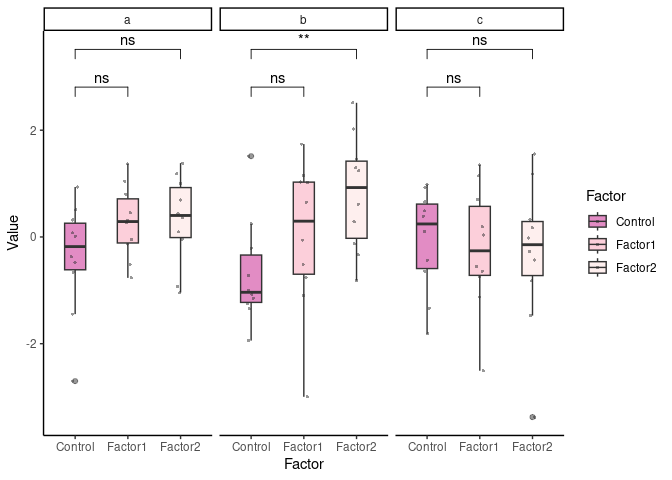 a b c
ns ** ns
ns ns ns
Value
2
0
-2
Control Factor1 Factor2 Control Factor1 Factor2 Control Factor1 Factor2
Factor
Factor
Control
Factor1
Factor2